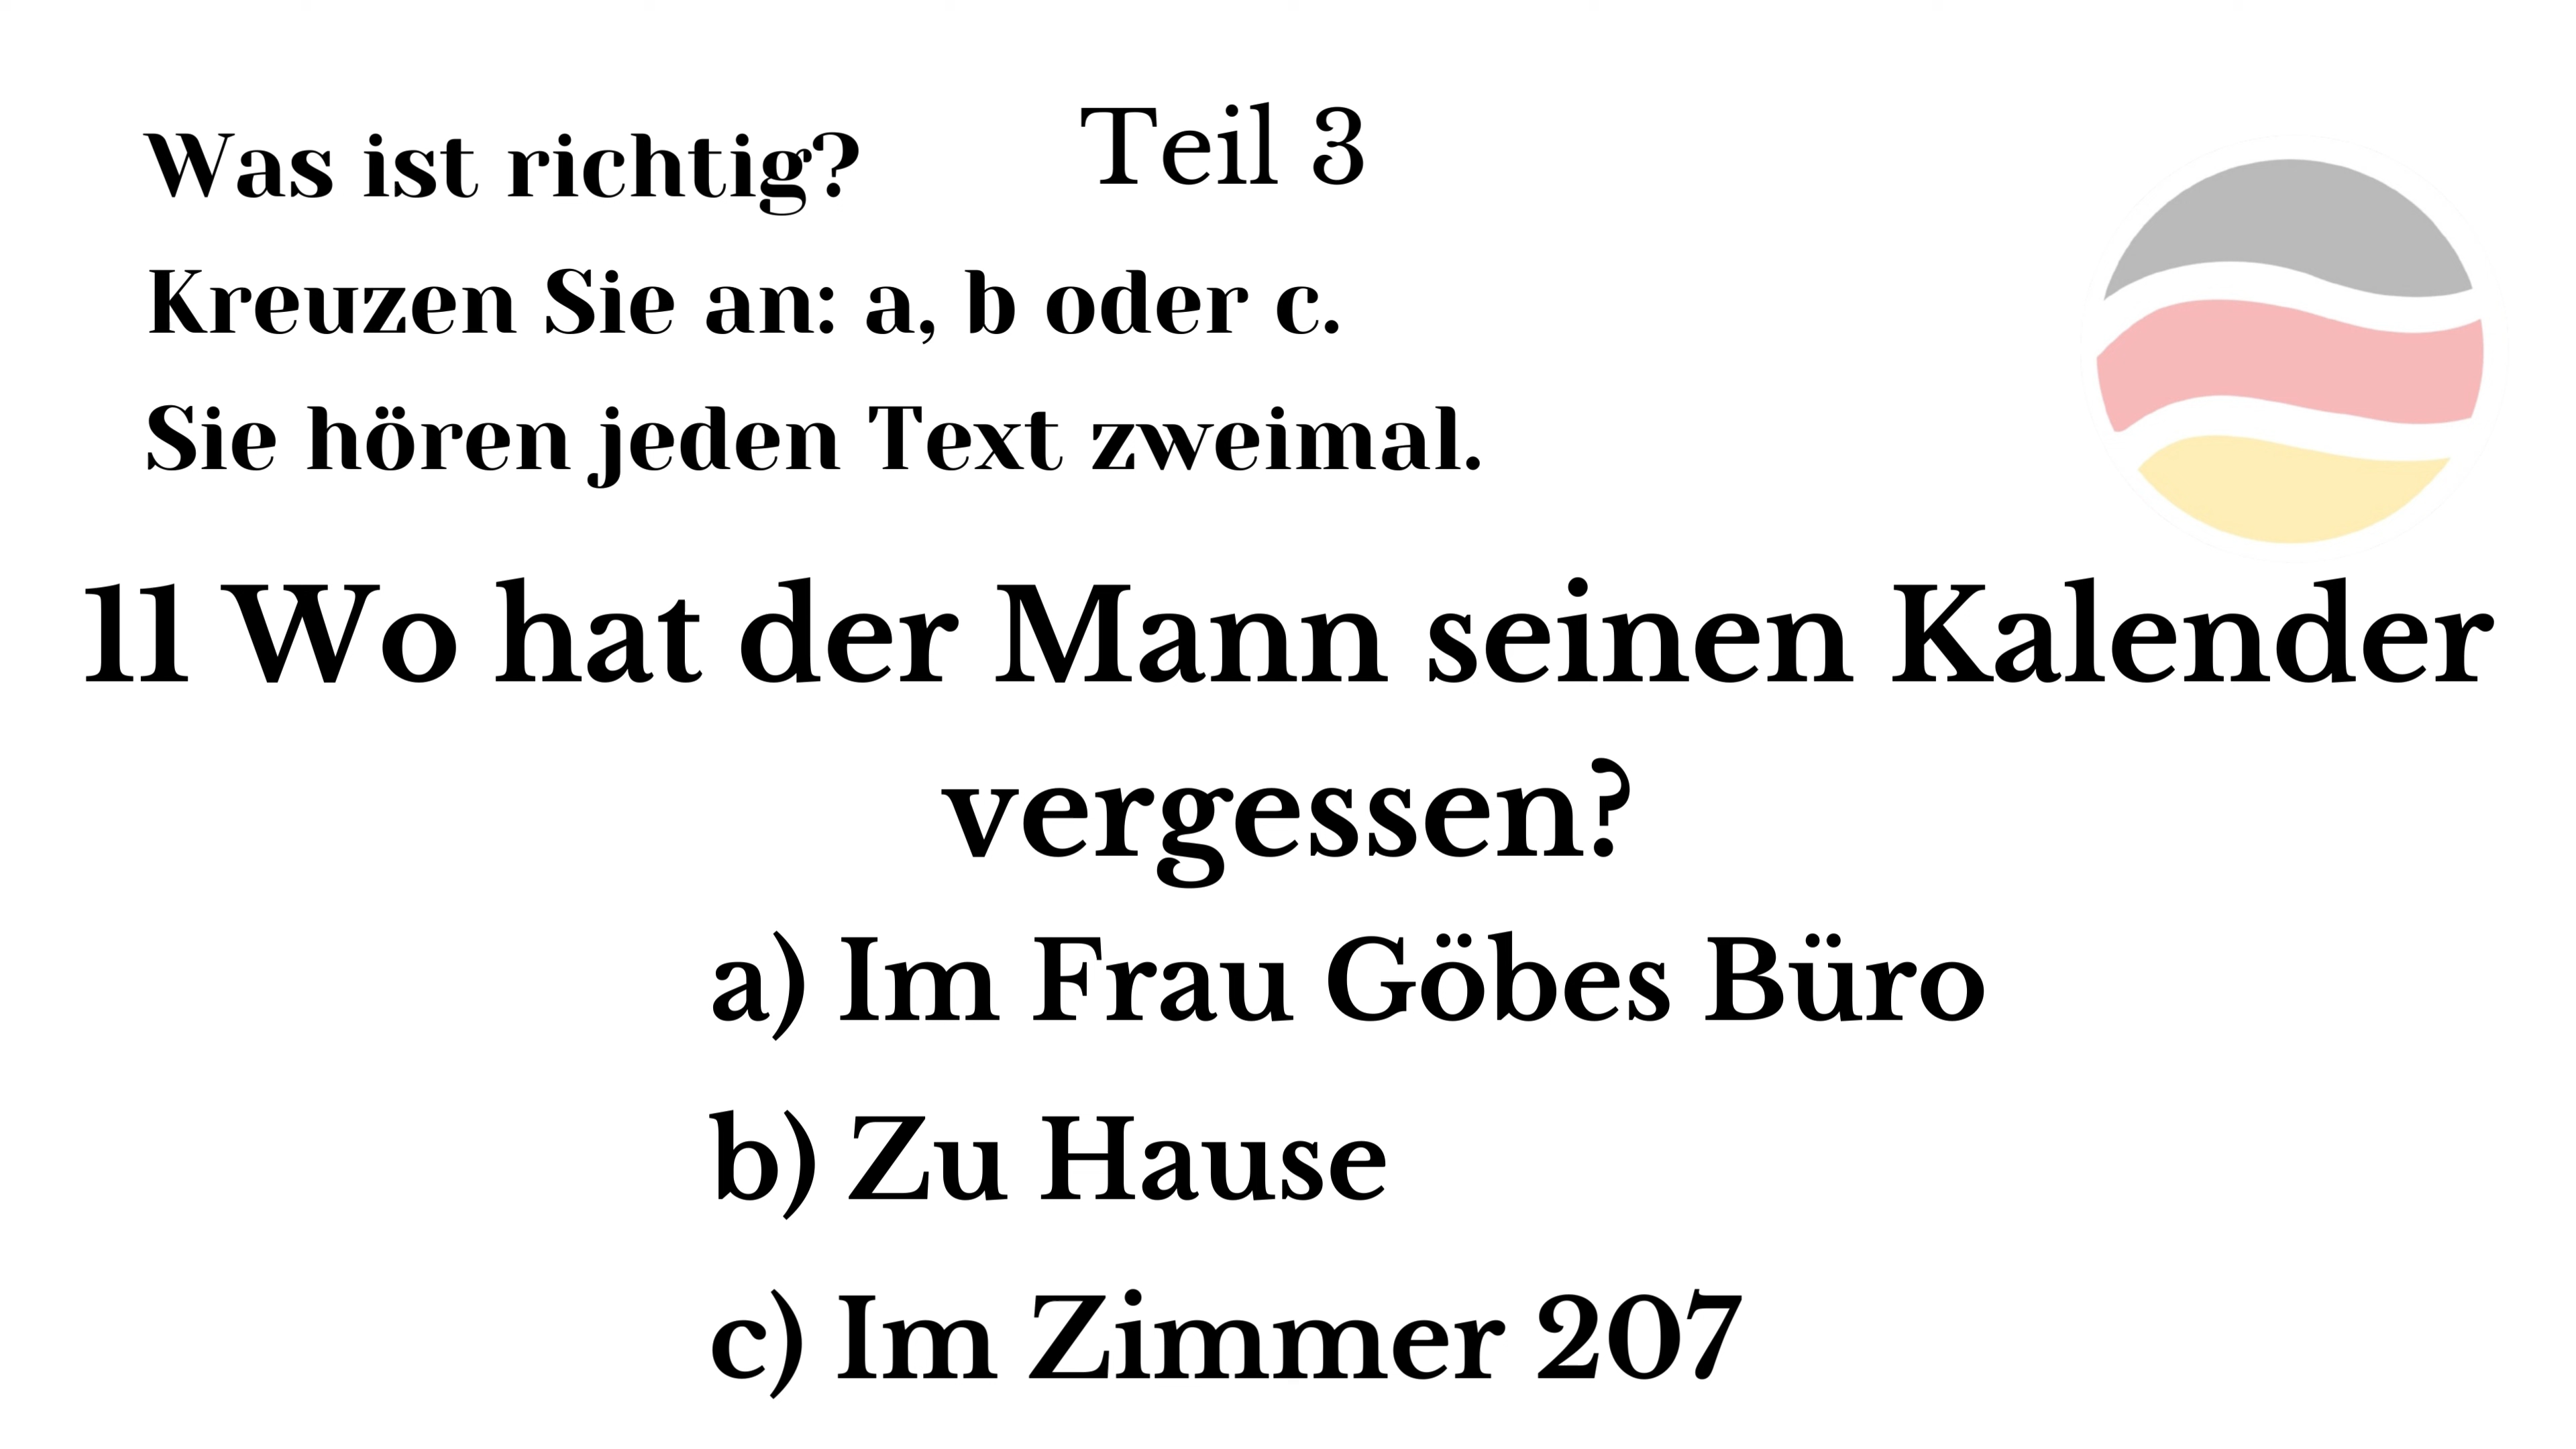 Teil 3
Was ist richtig?
Kreuzen Sie an: a, b oder c.
Sie hören jeden Text zweimal.
11 Wo hat der Mann seinen Kalender
vergessen?
a) Im Frau Göbes Büro
b) Zu Hause
c) Im Zimmer 207